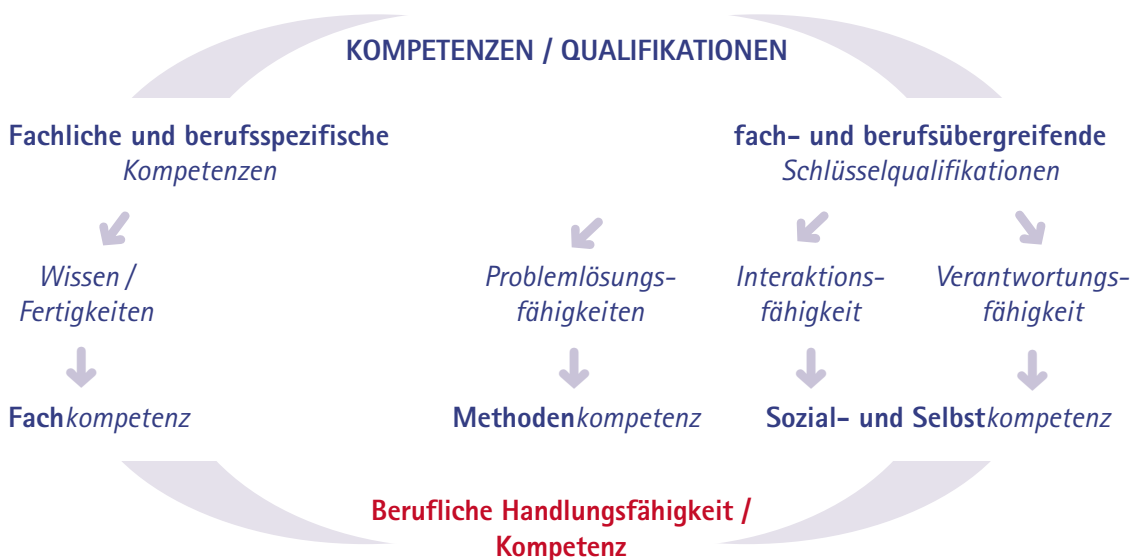 KOMPETENZEN / QUALIFIKATIONEN
Fachliche und berufsspezifische
Kompetenzen
fach- und berufsübergreifende
Schlüsselqualifikationen
Wissen /
Fertigkeiten
Problemlösungs-
fähigkeiten
Interaktions-
fähigkeit
Verantwortungs-
fähigkeit
Fachkompetenz
Methodenkompetenz
Sozial- und Selbstkompetenz
Berufliche Handlungsfähigkeit /
Kompetenz